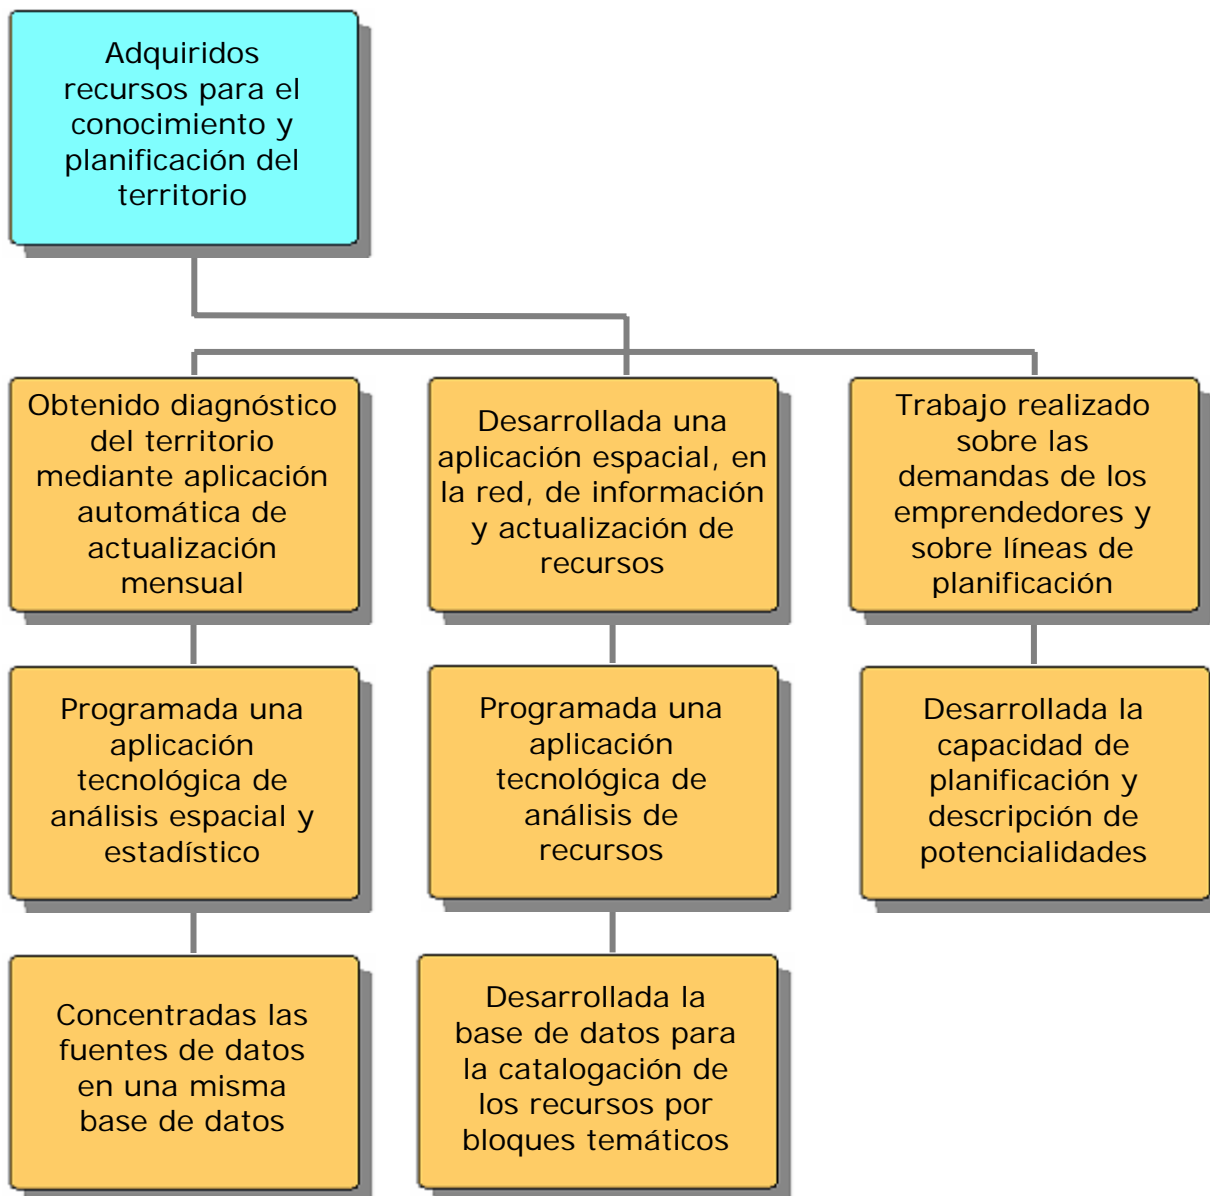 Adquiridos
recursos para el
conocimiento y
planificación del
territorio
Obtenido diagnóstico
del territorio
mediante aplicación
automática de
actualización
mensual
Desarrollada una
aplicación espacial, en
la red, de información
y actualización de
recursos
Trabajo realizado
sobre las
demandas de los
emprendedores y
sobre líneas de
planificación
Programada una
aplicación
tecnológica de
análisis espacial y
estadístico
Programada una
aplicación
tecnológica de
análisis de
recursos
Desarrollada la
capacidad de
planificación y
descripción de
potencialidades
Concentradas las
fuentes de datos
en una misma
base de datos
Desarrollada la
base de datos para
la catalogación de
los recursos por
bloques temáticos